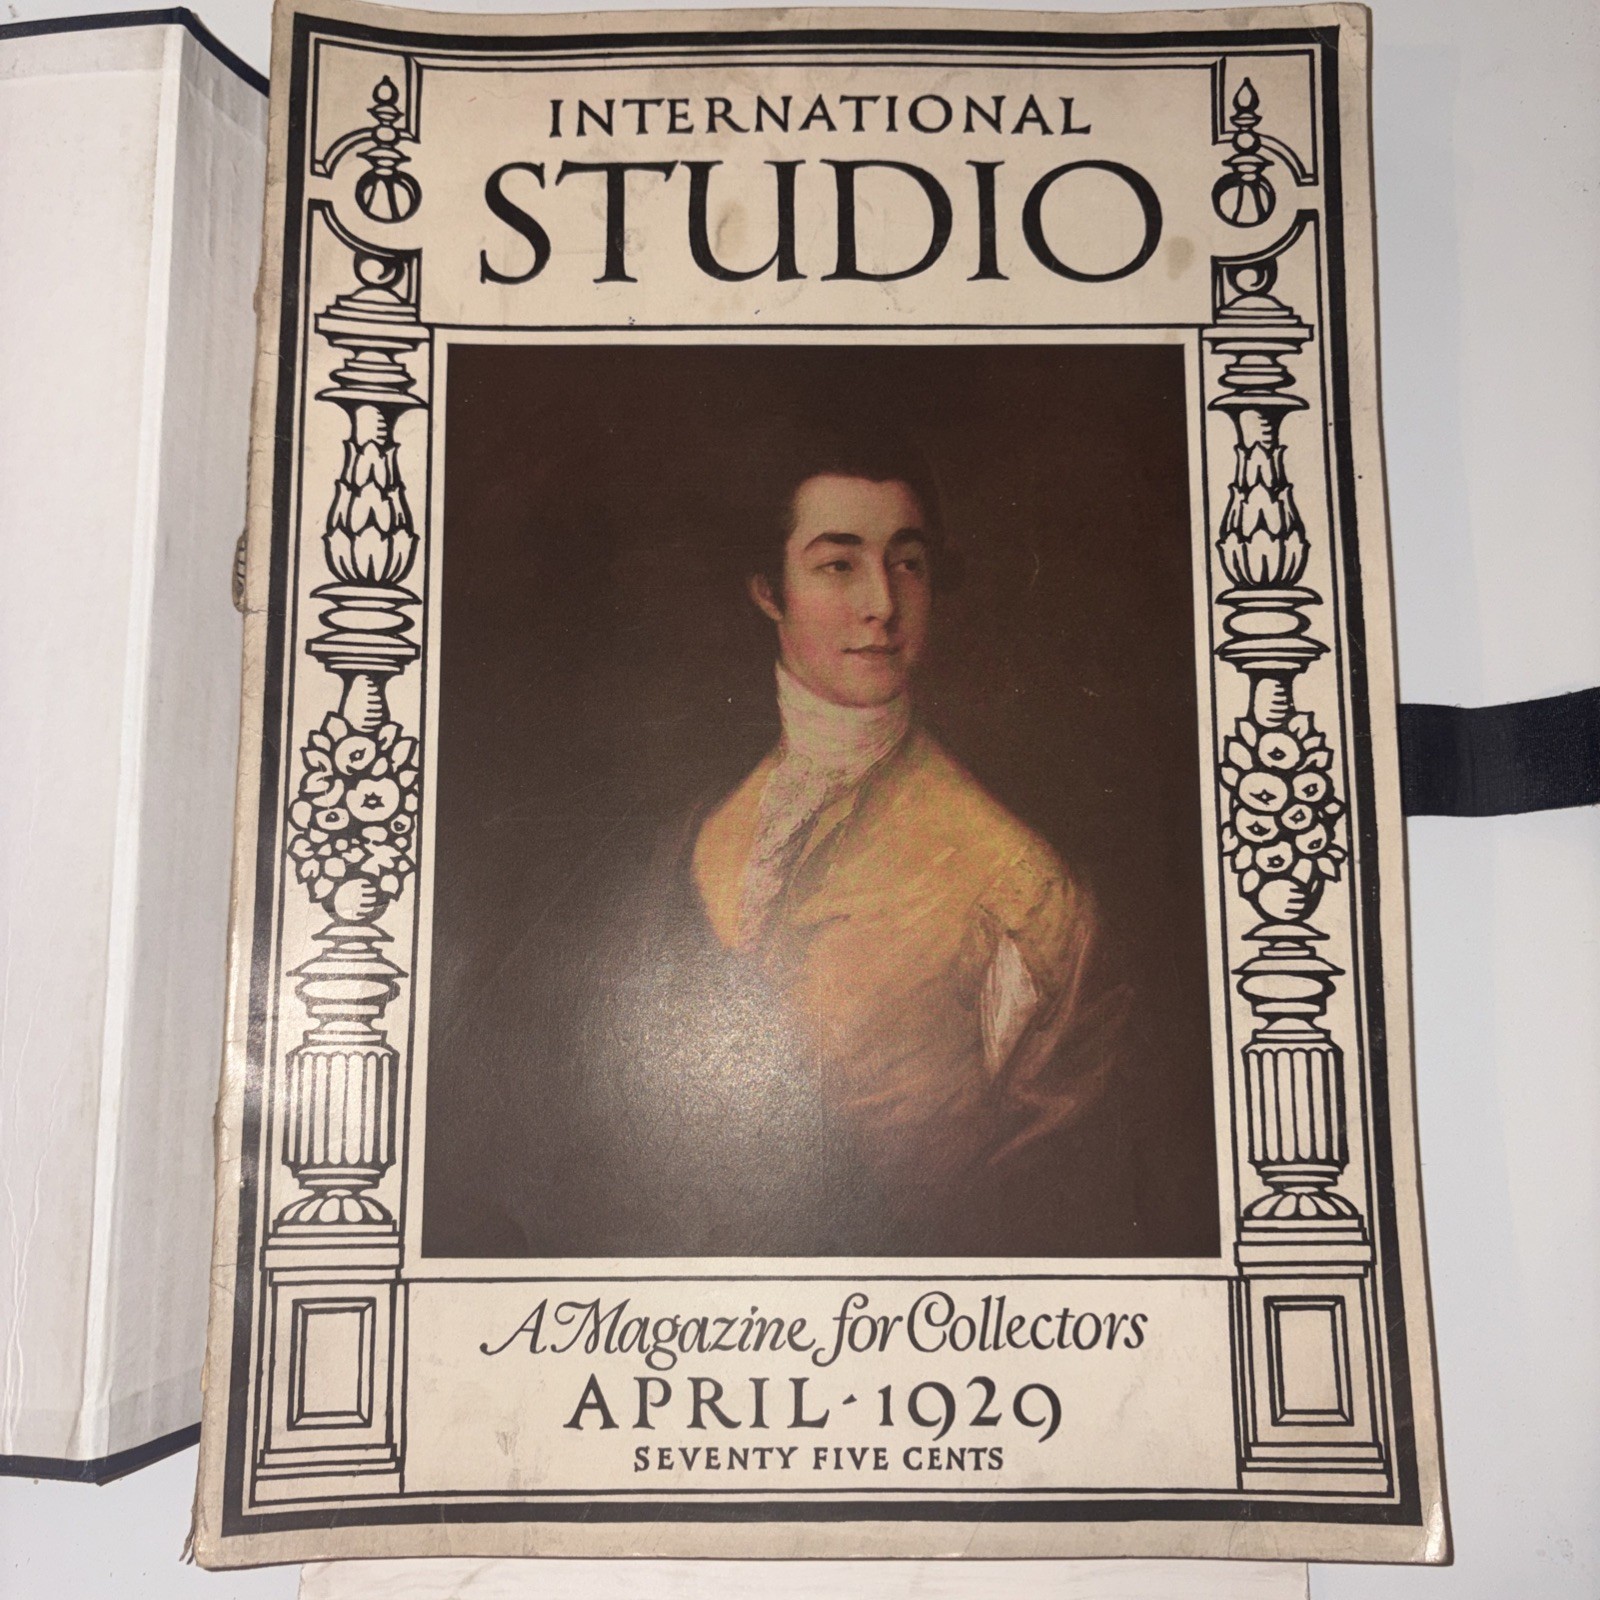 INTERNATIONAL
STUDIO
A Magazine for Collectors
APRIL · 1929
SEVENTY FIVE CENTS